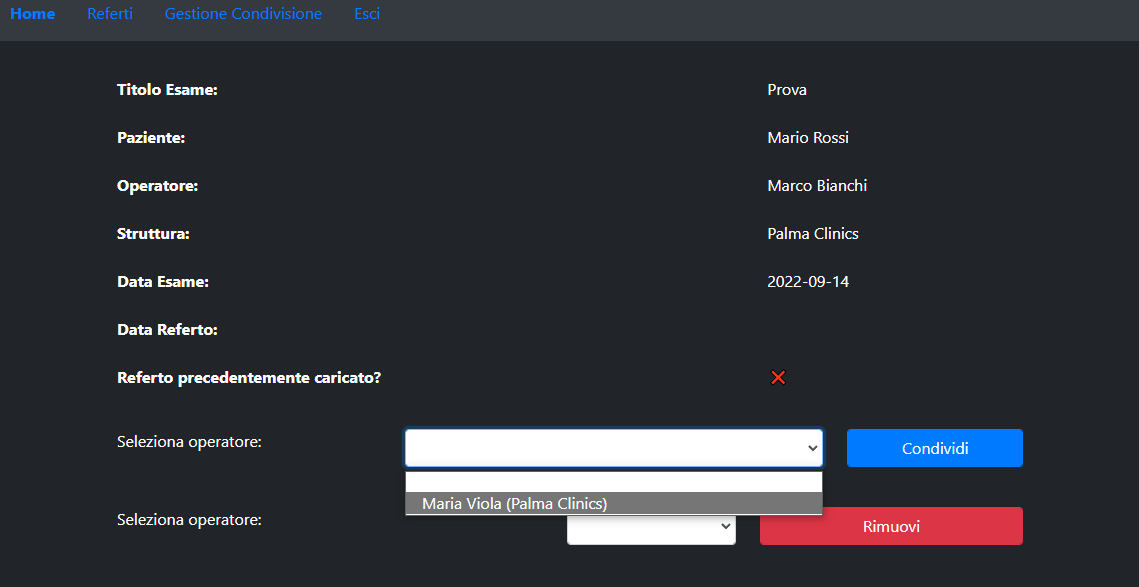 Home Referti Gestione Condivisione Esci
Titolo Esame: Prova
Paziente: Mario Rossi
Operatore: Marco Bianchi
Struttura: Palma Clinics
Data Esame: 2022-09-14
Data Referto:
Referto precedentemente caricato?
Seleziona operatore: Condividi
Maria Viola (Palma Clinics)
Seleziona operatore: Rimuovi